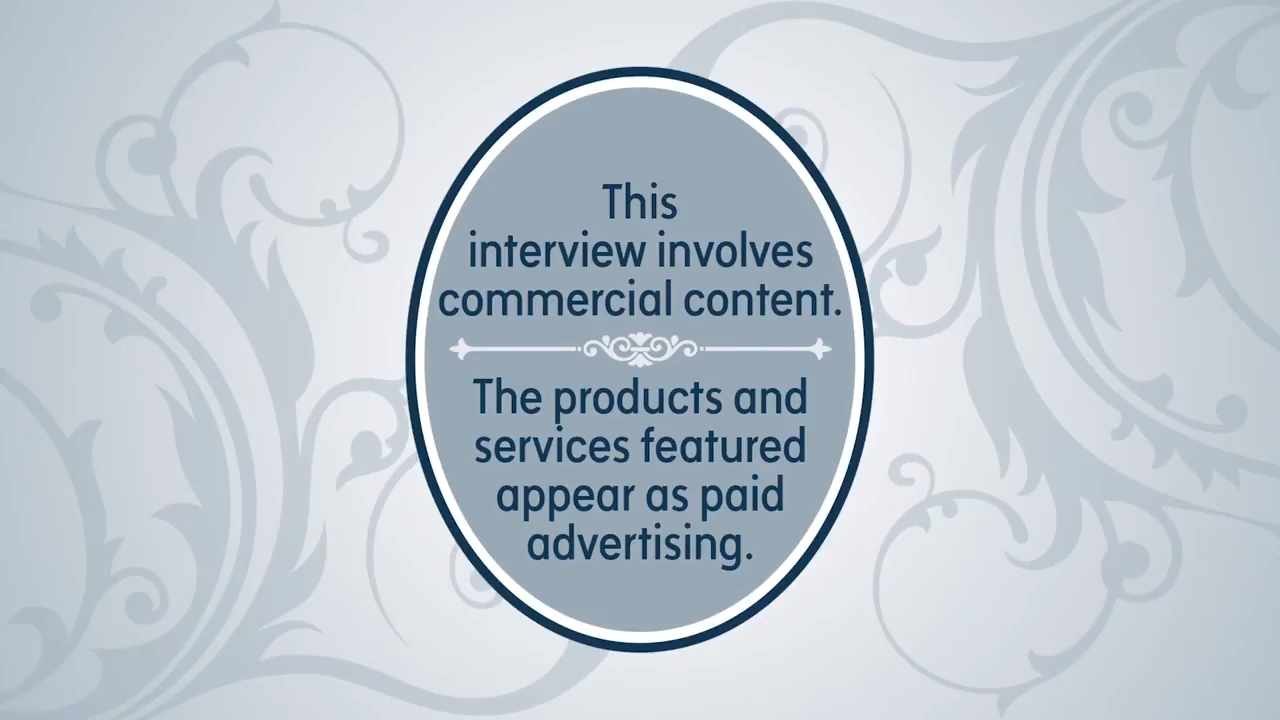 This
interview involves
commercial content.
The products and
services featured
appear as paid
advertising.